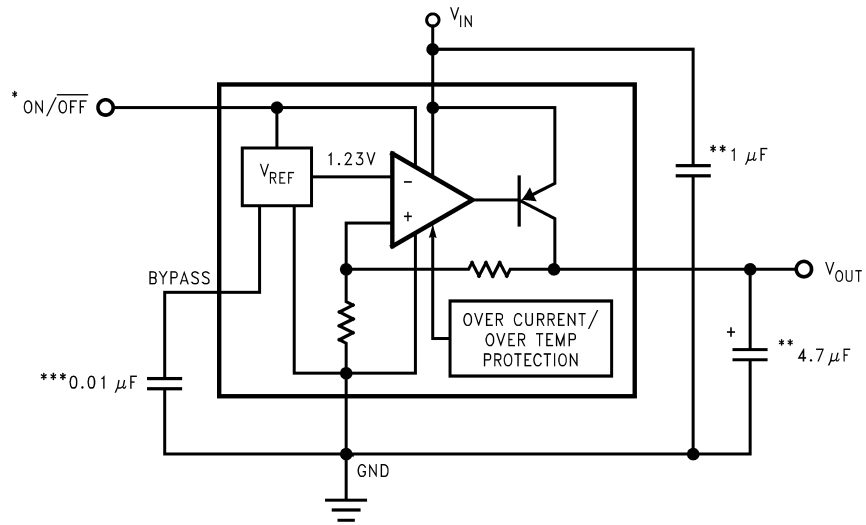 V_IN
* ON/O̅F̅F̅
**1 μF
V_REF
1.23V
−
+
BYPASS
V_OUT
OVER CURRENT/
OVER TEMP
PROTECTION
+
**4.7 μF
***0.01 μF
GND